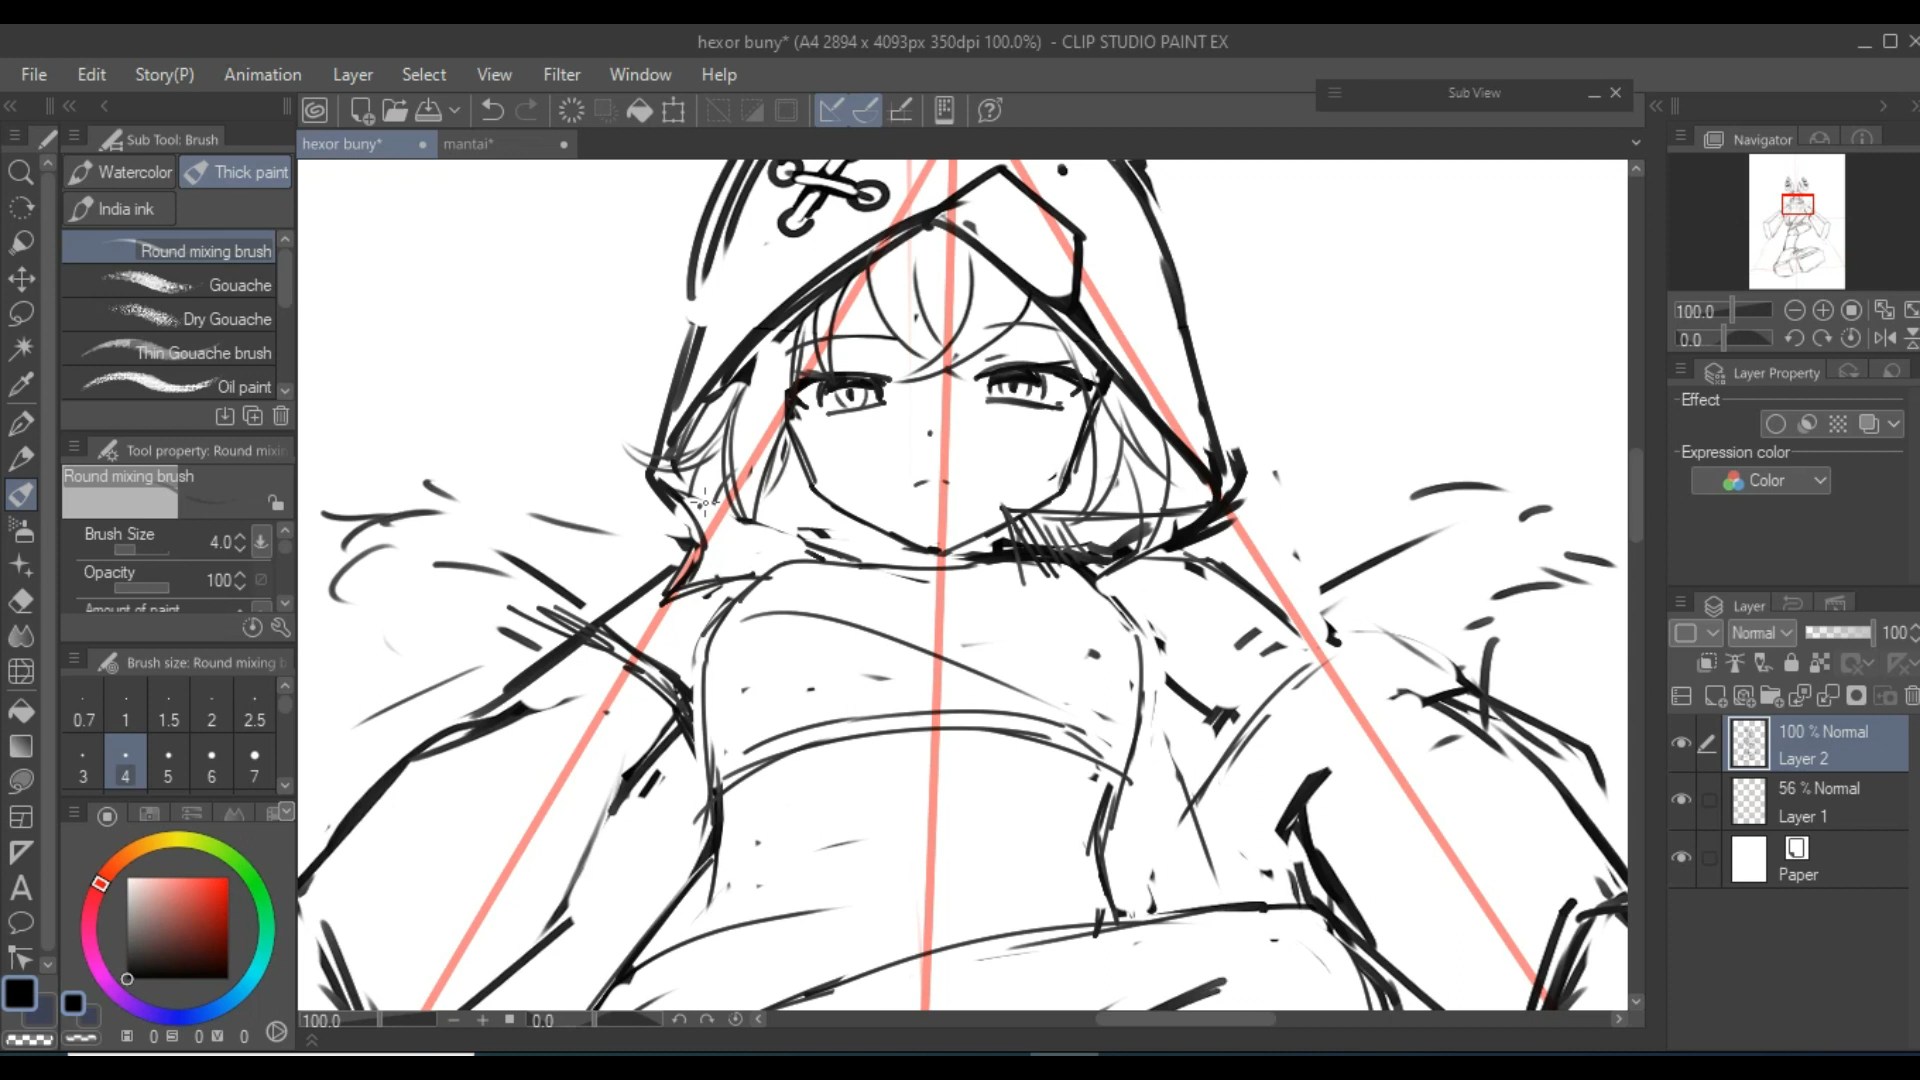 hexor buny* (A4 2894 x 4093px 350dpi 100.0%)  - CLIP STUDIO PAINT EX
File Edit Story(P) Animation Layer Select View Filter Window Help
Sub View
hexor buny* mantai*
Sub Tool: Brush
Watercolor Thick paint
India ink
Round mixing brush
Gouache
Dry Gouache
Thin Gouache brush
Oil paint
Tool property: Round mixin
Round mixing brush
Brush Size 4.0
Opacity 100
Amount of paint
Brush size: Round mixing b
0.7 1 1.5 2 2.5
3 4 5 6 7
H 0 S 0 V 0
100.0 0.0
Navigator
100.0
0.0
Layer Property
Effect
Expression color
Color
Layer
Normal 100
100 % Normal
Layer 2
56 % Normal
Layer 1
Paper